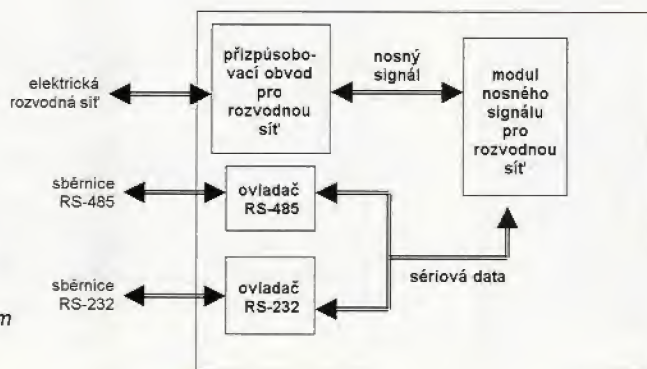 elektrická
rozvodná siť
přizpůsobo-
vací obvod
pro
rozvodnou
síť
nosný
signál
modul
nosného
signálu
pro
rozvodnou
síť
sběrnice
RS-485
ovladač
RS-485
sériová data
sběrnice
RS-232
ovladač
RS-232
m